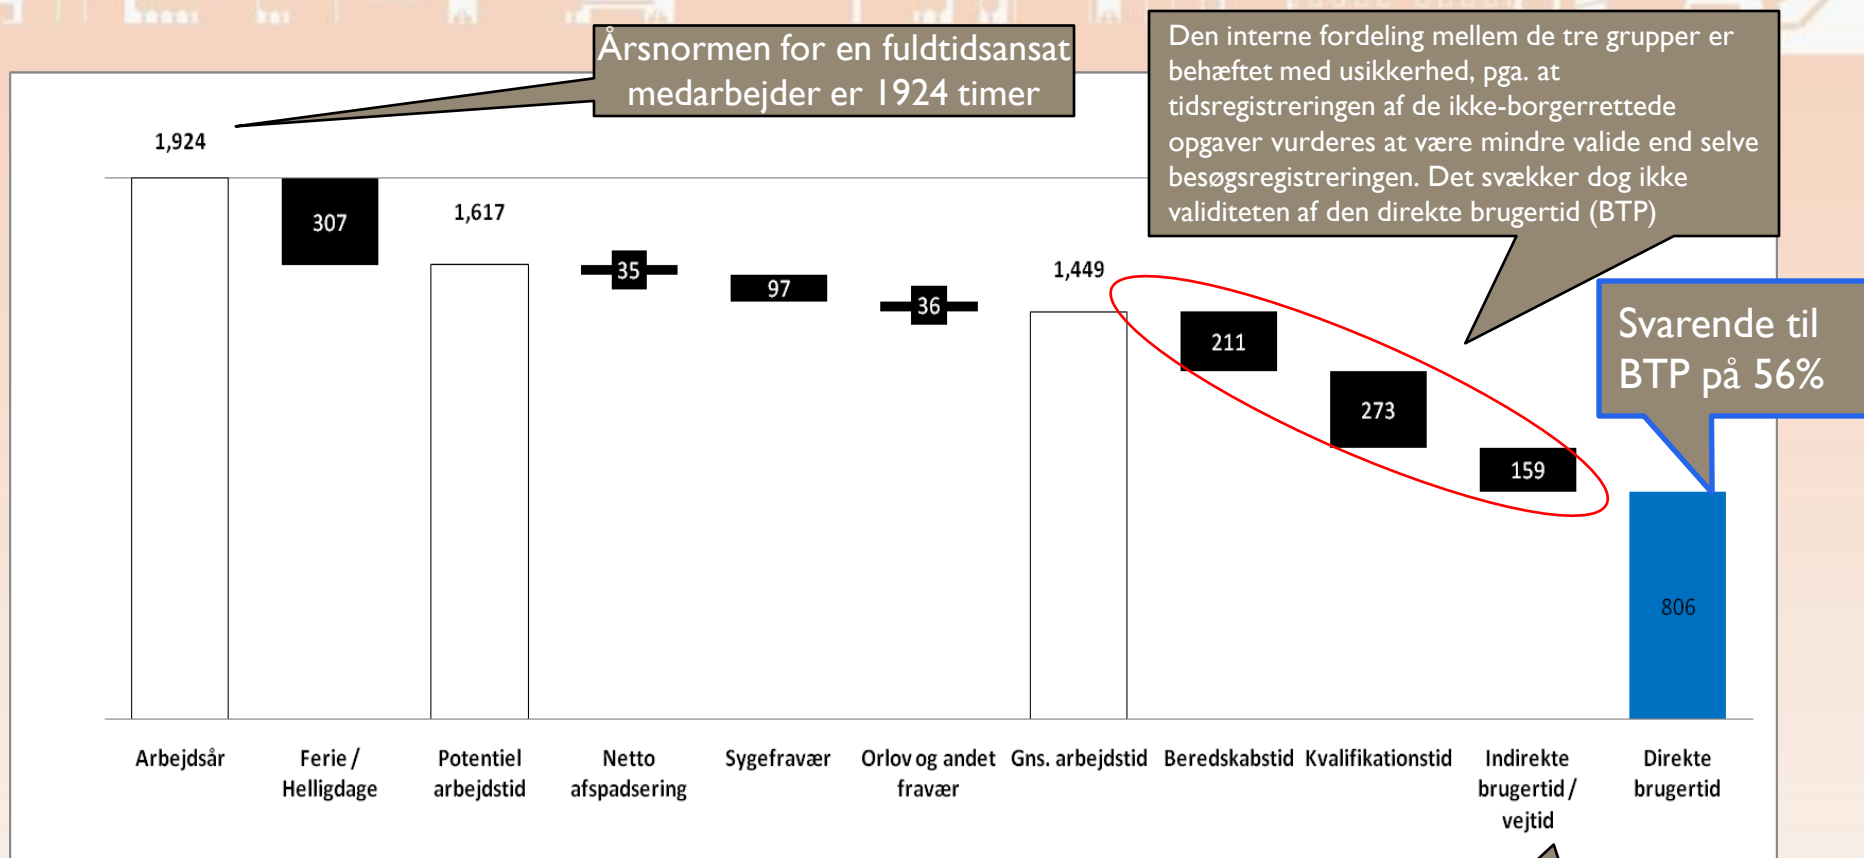 Årsnormen for en fuldtidsansat
medarbejder er 1924 timer
Den interne fordeling mellem de tre grupper er
behæftet med usikkerhed, pga. at
tidsregistreringen af de ikke-borgerrettede
opgaver vurderes at være mindre valide end selve
besøgsregistreringen. Det svækker dog ikke
validiteten af den direkte brugertid (BTP)
Svarende til
BTP på 56%
1,924
307
1,617
35
97
36
1,449
211
273
159
806
Arbejdsår
Ferie /
Helligdage
Potentiel
arbejdstid
Netto
afspadsering
Sygefravær
Orlov og andet
fravær
Gns. arbejdstid
Beredskabstid
Kvalifikationstid
Indirekte
brugertid /
vejtid
Direkte
brugertid